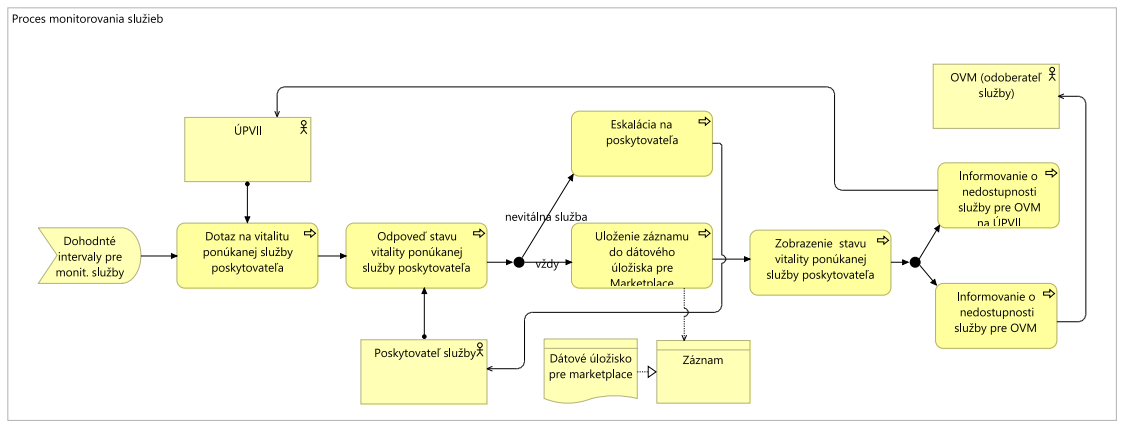 Proces monitorovania služieb
OVM (odoberateľ
služby)
ÚPVII
Eskalácia na
poskytovateľa
nevitálna služba
Informovanie o
nedostupnosti
služby pre OVM
na ÚPVII
Dohodnté
intervaly pre
monit. služby
Dotaz na vitalitu
ponúkanej služby
poskytovateľa
Odpoveď stavu
vitality ponúkanej
služby poskytovateľa
vždy
Uloženie záznamu
do dátového
úložiska pre
Marketplace
Zobrazenie stavu
vitality ponúkanej
služby poskytovateľa
Informovanie o
nedostupnosti
služby pre OVM
Poskytovateľ služby
Dátové úložisko
pre marketplace
Záznam